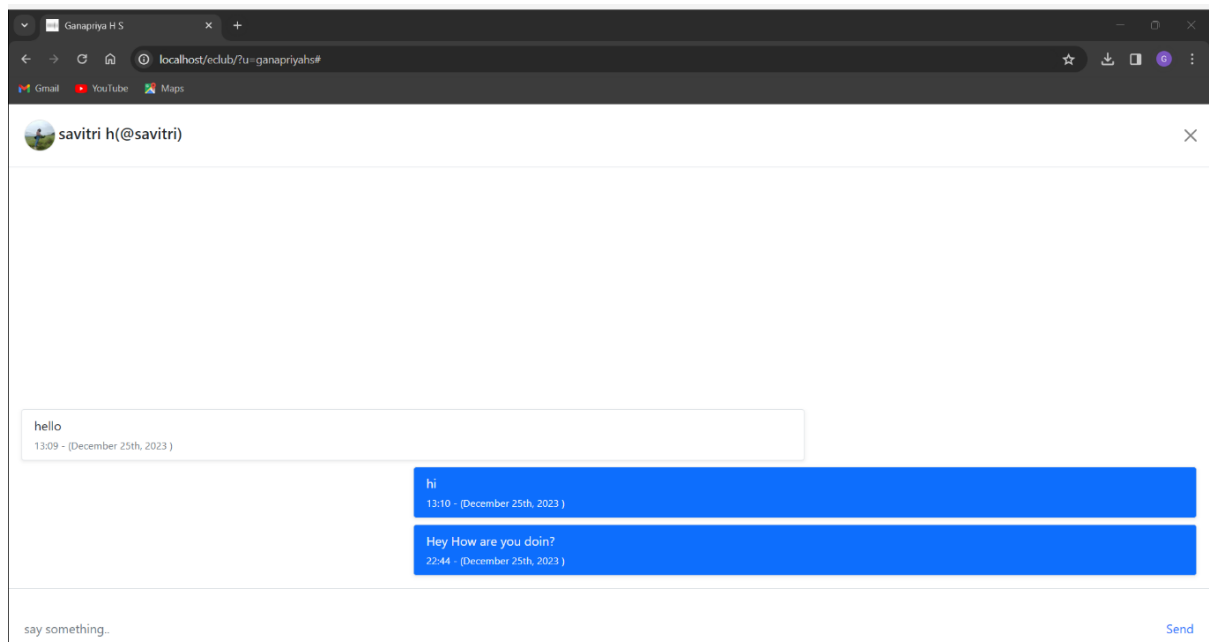 Ganapriya H S
localhost/eclub/?u=ganapriyahs#
G
Gmail YouTube Maps
savitri h(@savitri)
hello
13:09 - (December 25th, 2023 )
hi
13:10 - (December 25th, 2023 )
Hey How are you doin?
22:44 - (December 25th, 2023 )
say something..
Send